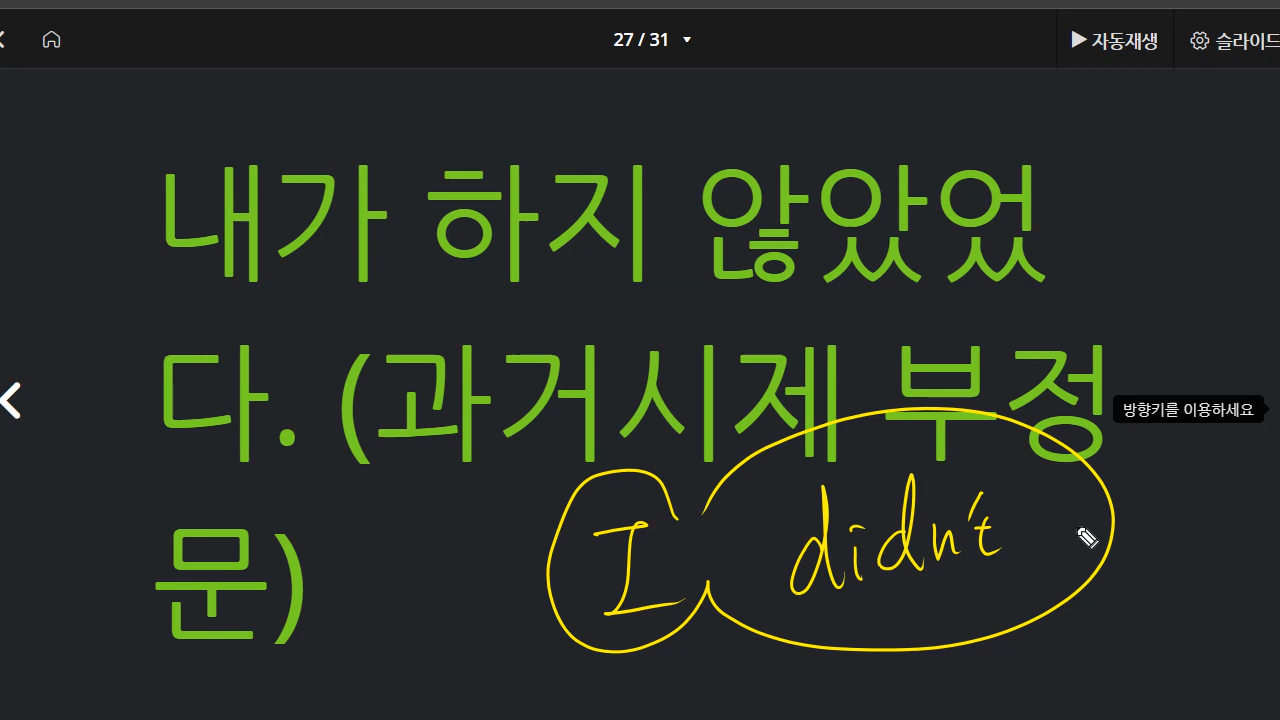 27 / 31
자동재생
슬라이드
내가 하지 않았었
다. (과거시제 부정
방향키를 이용하세요
문)
I didn't